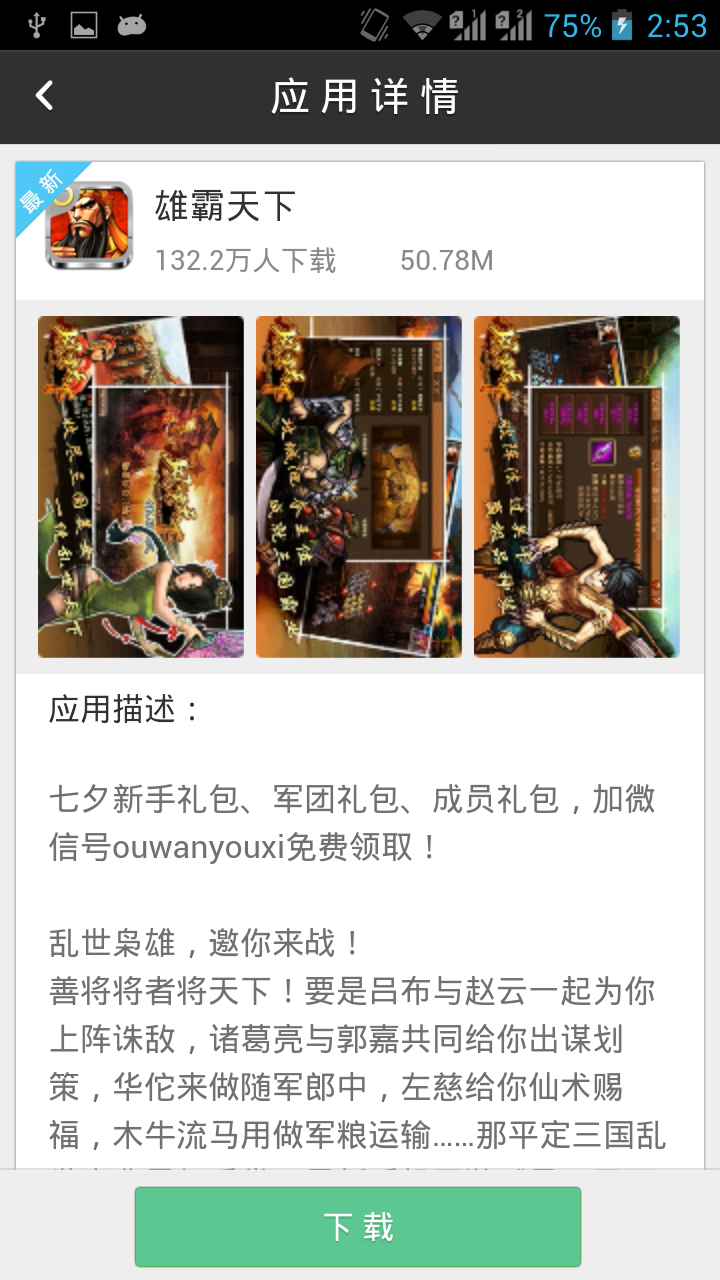 75% 2:53
应用详情
最新
雄霸天下
132.2万人下载 50.78M
应用描述：
七夕新手礼包、军团礼包、成员礼包，加微
信号ouwanyouxi免费领取！
乱世枭雄，邀你来战！
善将将者将天下！要是吕布与赵云一起为你
上阵诛敌，诸葛亮与郭嘉共同给你出谋划
策，华佗来做随军郎中，左慈给你仙术赐
福，木牛流马用做军粮运输......那平定三国乱
下载